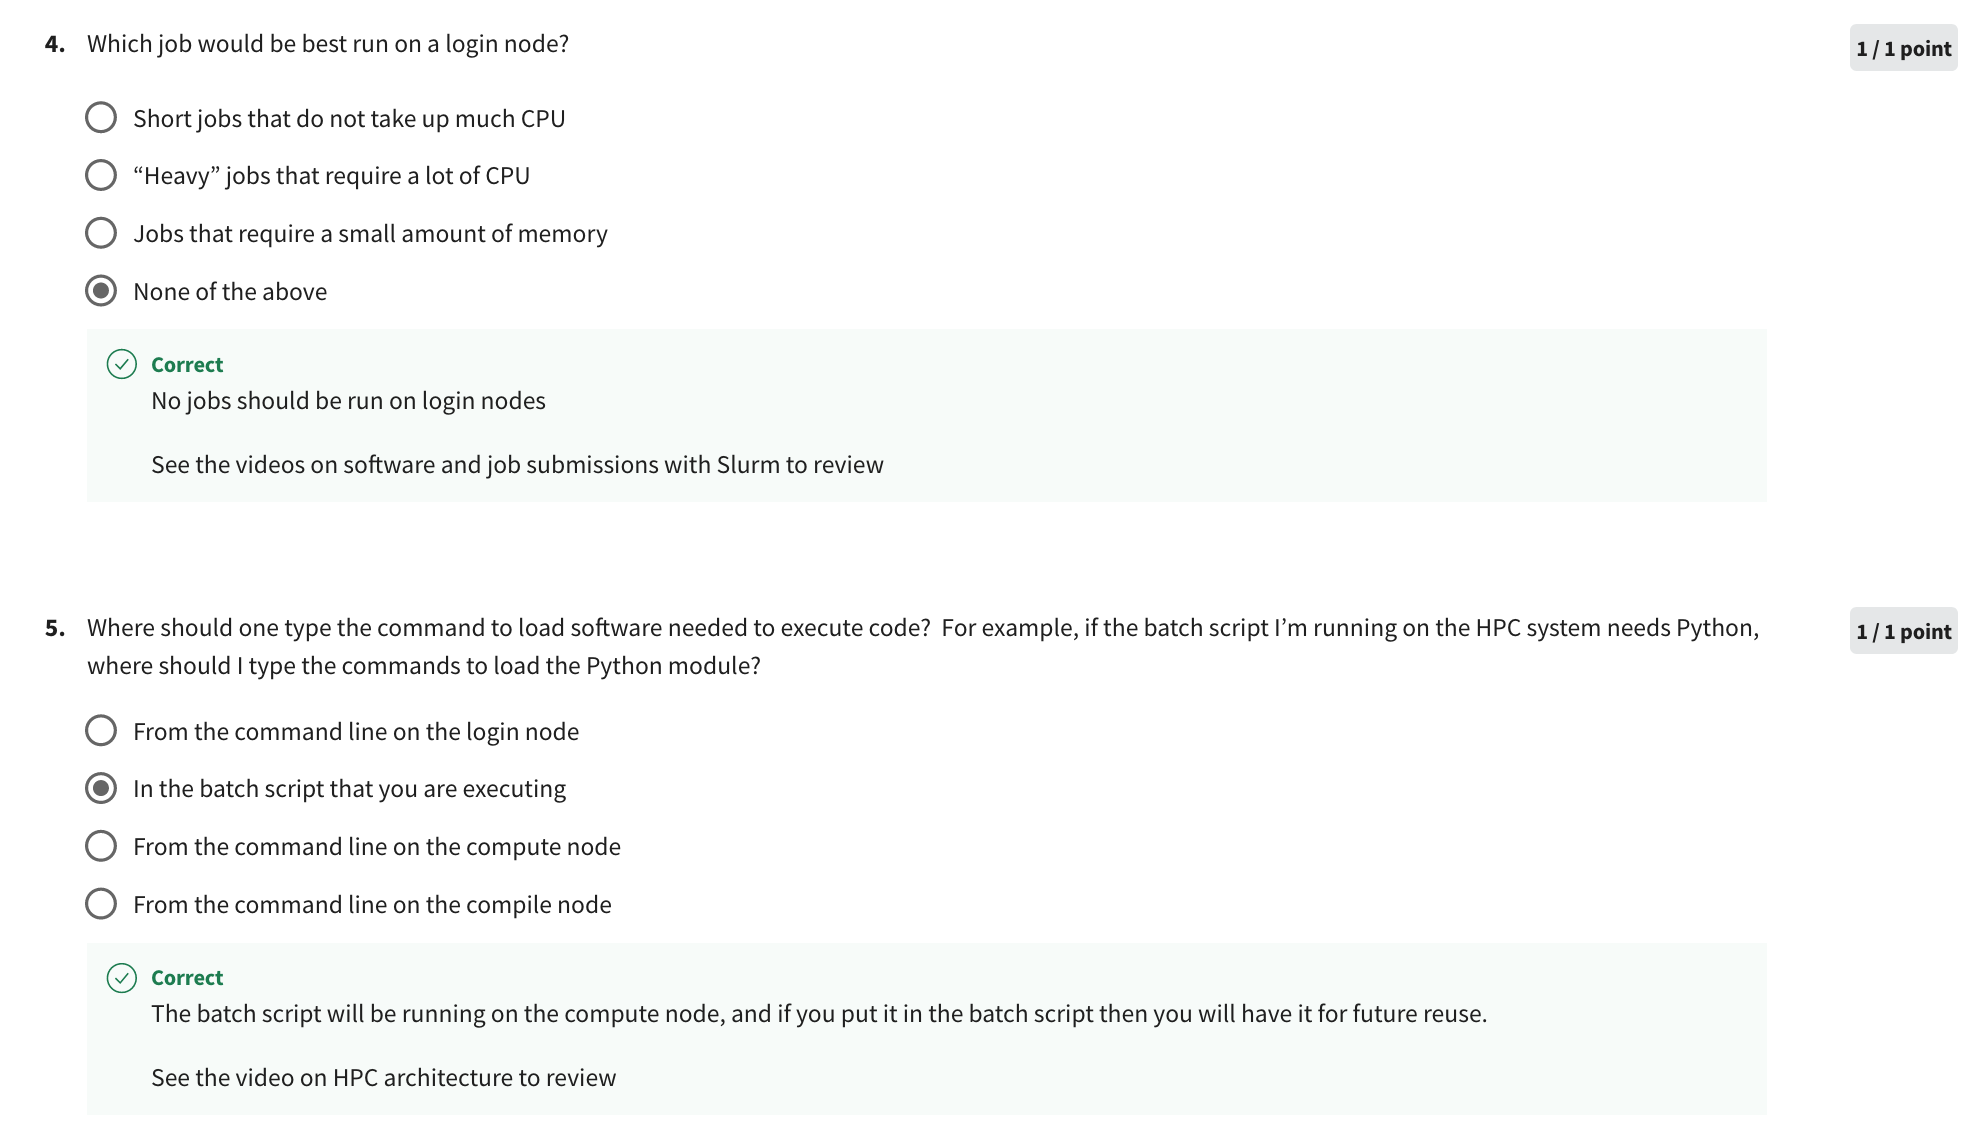 4. Which job would be best run on a login node?
1 / 1 point
Short jobs that do not take up much CPU
“Heavy” jobs that require a lot of CPU
Jobs that require a small amount of memory
None of the above
Correct
No jobs should be run on login nodes
See the videos on software and job submissions with Slurm to review
5. Where should one type the command to load software needed to execute code?  For example, if the batch script I’m running on the HPC system needs Python,
where should I type the commands to load the Python module?
1 / 1 point
From the command line on the login node
In the batch script that you are executing
From the command line on the compute node
From the command line on the compile node
Correct
The batch script will be running on the compute node, and if you put it in the batch script then you will have it for future reuse.
See the video on HPC architecture to review